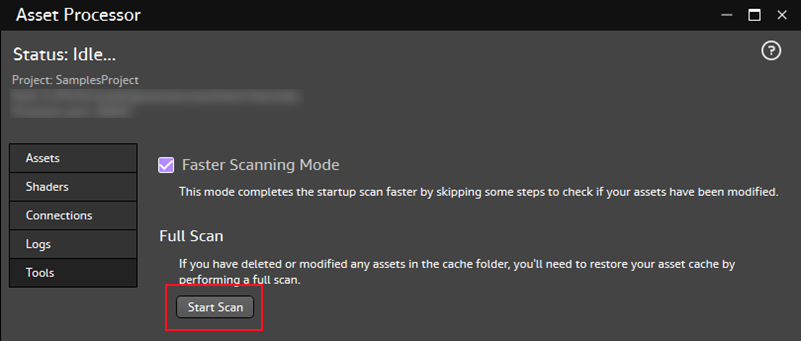 Asset Processor
Status: Idle...
Project: SamplesProject
Assets
Shaders
Connections
Logs
Tools
Faster Scanning Mode
This mode completes the startup scan faster by skipping some steps to check if your assets have been modified.
Full Scan
If you have deleted or modified any assets in the cache folder, you'll need to restore your asset cache by
performing a full scan.
Start Scan